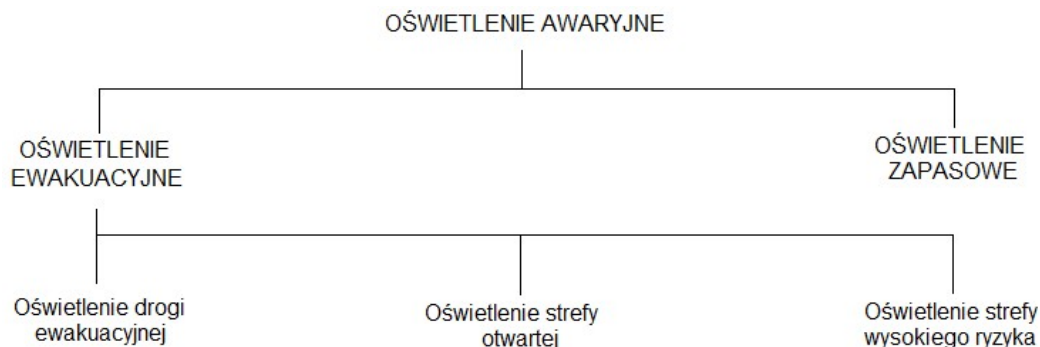 OŚWIETLENIE AWARYJNE
OŚWIETLENIE
EWAKUACYJNE
OŚWIETLENIE
ZAPASOWE
Oświetlenie drogi
ewakuacyjnej
Oświetlenie strefy
otwartej
Oświetlenie strefy
wysokiego ryzyka